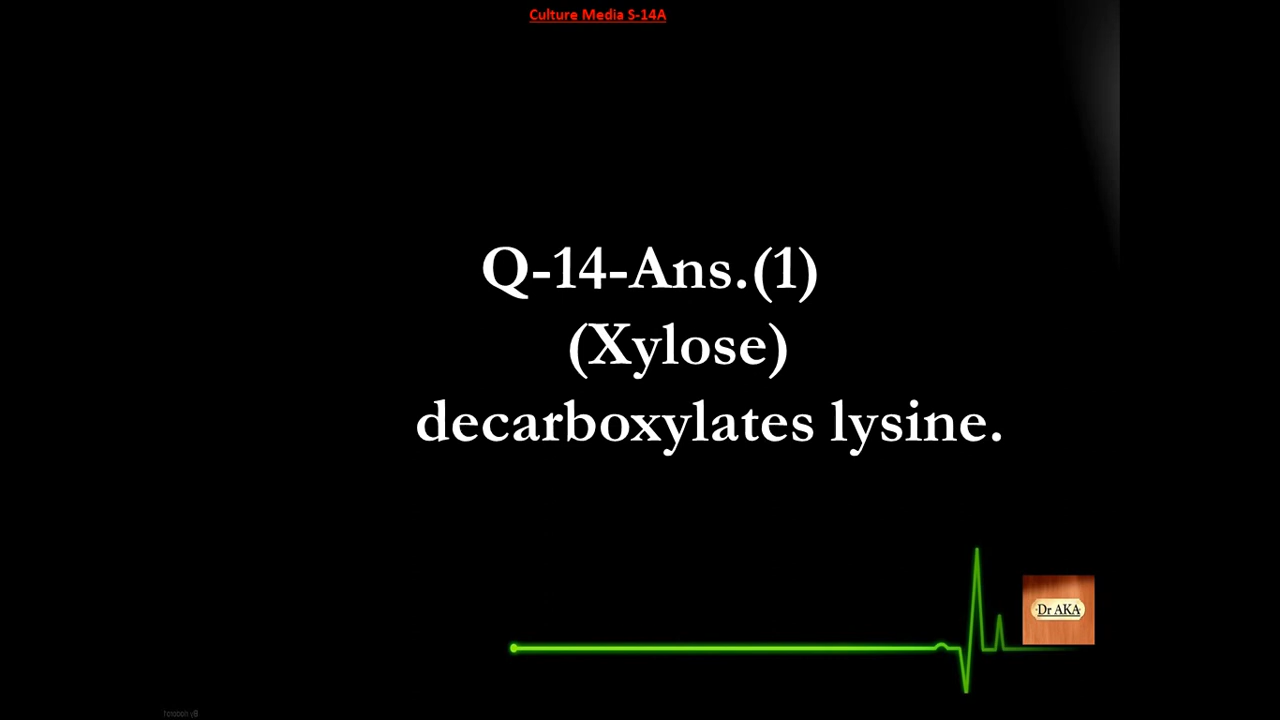 Culture Media S-14A
Q-14-Ans.(1)
(Xylose)
decarboxylates lysine.
Dr AKA